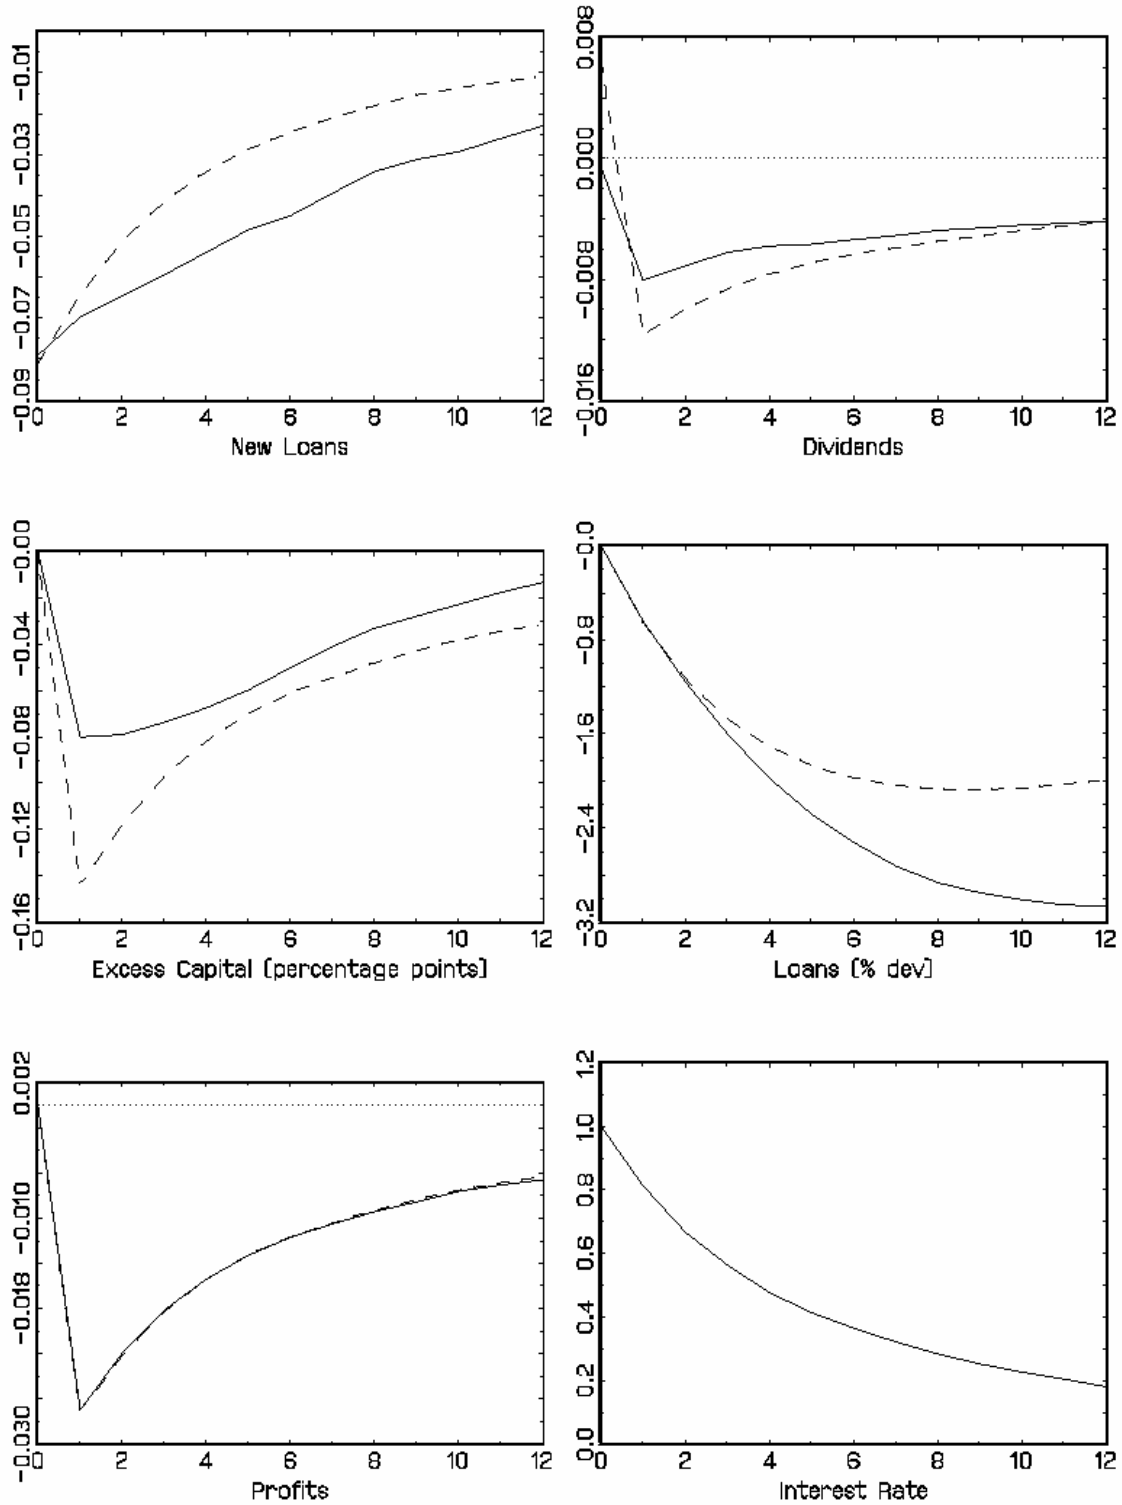 -0.01
-0.03
-0.05
-0.07
-0.09
-0 2 4 6 8 10 12
New Loans
0.008
0.000
-0.008
-0.016
-0 2 4 6 8 10 12
Dividends
-0.00
-0.04
-0.08
-0.12
-0.16
-0 2 4 6 8 10 12
Excess Capital [percentage points]
-0.0
-0.8
-1.6
-2.4
-3.2
-0 2 4 6 8 10 12
Loans [% dev]
0.002
-0.010
-0.018
-0.030
-0 2 4 6 8 10 12
Profits
1.2
1.0
0.8
0.6
0.4
0.2
0.0
-0 2 4 6 8 10 12
Interest Rate